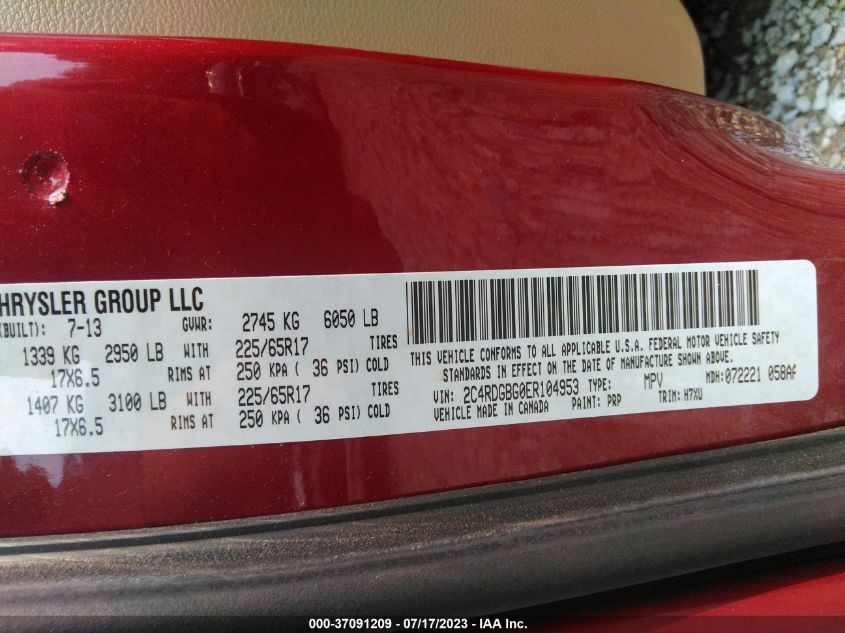 HRYSLER GROUP LLC
(BUILT): 7-13 GVWR: 2745 KG 6050 LB
1339 KG 2950 LB WITH 225/65R17 TIRES
17X6.5 RIMS AT 250 KPA ( 36 PSI) COLD
1407 KG 3100 LB WITH 225/65R17 TIRES
17X6.5 RIMS AT 250 KPA ( 36 PSI) COLD
THIS VEHICLE CONFORMS TO ALL APPLICABLE U.S.A. FEDERAL MOTOR VEHICLE SAFETY
STANDARDS IN EFFECT ON THE DATE OF MANUFACTURE SHOWN ABOVE.
VIN: 2C4RDGBG0ER104953 TYPE: MPV MDH: 072221 058AA
VEHICLE MADE IN CANADA PAINT: PRP TRIM: H7XU
000-37091209 - 07/17/2023 - IAA Inc.